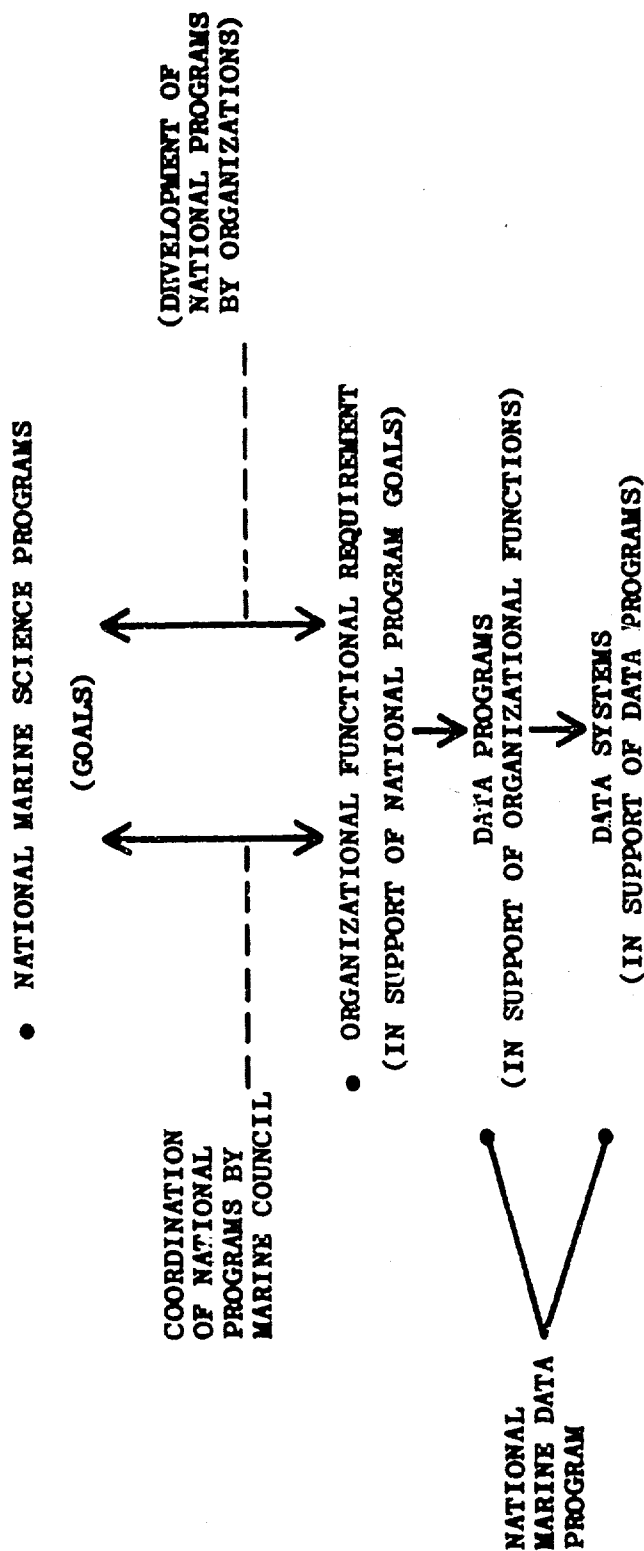 • NATIONAL MARINE SCIENCE PROGRAMS
(GOALS)
COORDINATION
OF NATIONAL
PROGRAMS BY
MARINE COUNCIL
(DEVELOPMENT OF
NATIONAL PROGRAMS
BY ORGANIZATIONS)
• ORGANIZATIONAL FUNCTIONAL REQUIREMENT
(IN SUPPORT OF NATIONAL PROGRAM GOALS)
DATA PROGRAMS
(IN SUPPORT OF ORGANIZATIONAL FUNCTIONS)
DATA SYSTEMS
(IN SUPPORT OF DATA PROGRAMS)
NATIONAL
MARINE DATA
PROGRAM